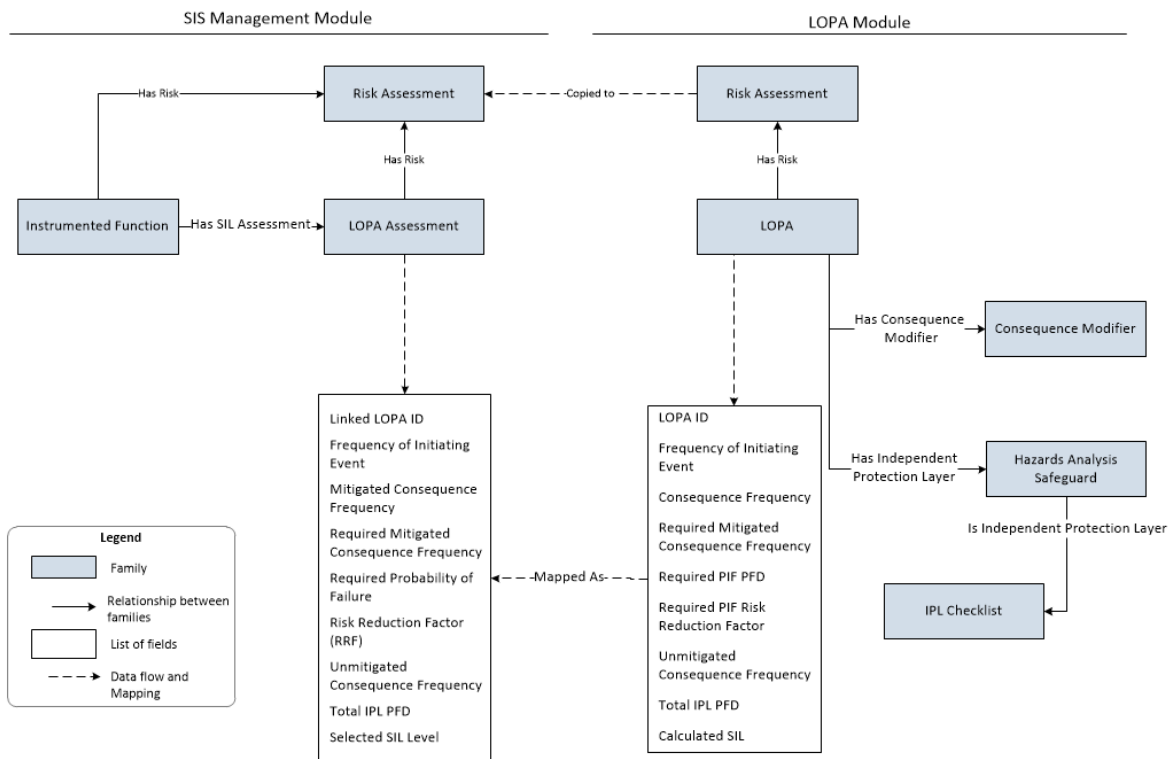 SIS Management Module
LOPA Module
Risk Assessment
Risk Assessment
Has Risk
Copied to
Has Risk
Has Risk
Instrumented Function
Has SIL Assessment
LOPA Assessment
LOPA
Has Consequence
Modifier
Consequence Modifier
Has Independent
Protection Layer
Hazards Analysis
Safeguard
Is Independent Protection Layer
IPL Checklist
Linked LOPA ID
Frequency of Initiating
Event
Mitigated Consequence
Frequency
Required Mitigated
Consequence Frequency
Required Probability of
Failure
Risk Reduction Factor
(RRF)
Unmitigated
Consequence Frequency
Total IPL PFD
Selected SIL Level
Mapped As
LOPA ID
Frequency of Initiating
Event
Consequence Frequency
Required Mitigated
Consequence Frequency
Required PIF PFD
Required PIF Risk
Reduction Factor
Unmitigated
Consequence Frequency
Total IPL PFD
Calculated SIL
Legend
Family
Relationship between
families
List of fields
Data flow and
Mapping